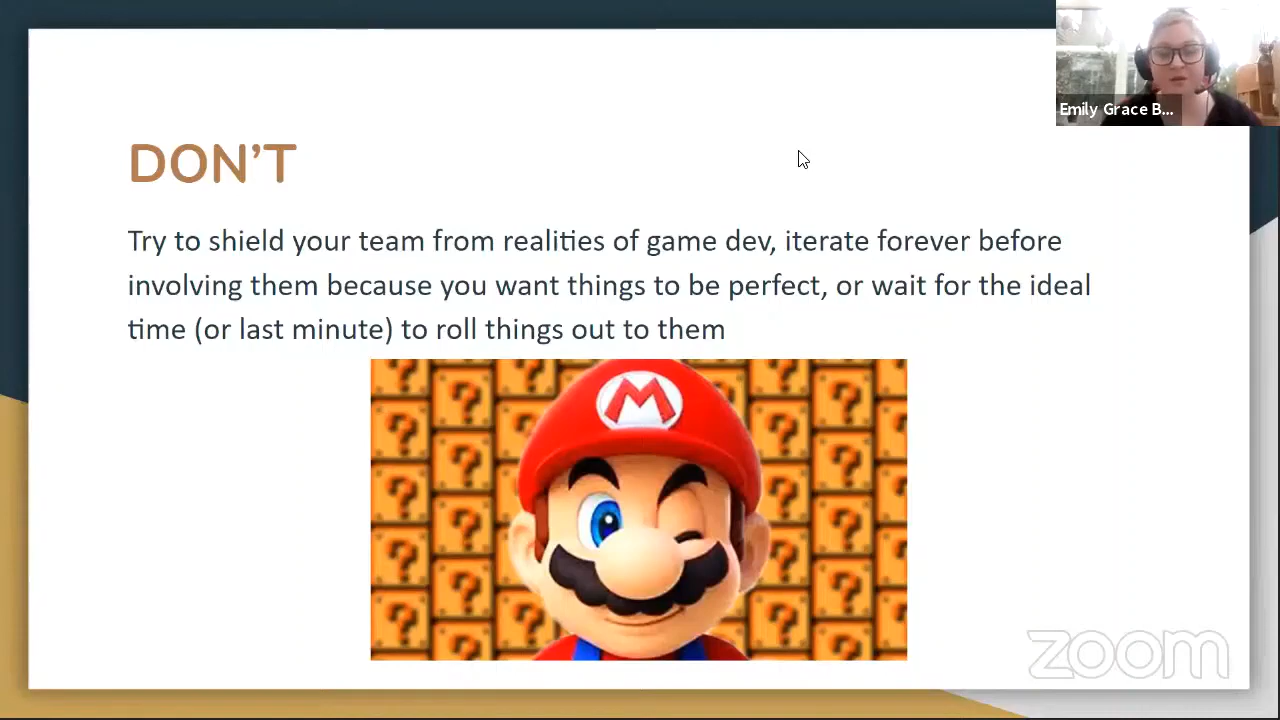 Emily Grace B...
DON'T
Try to shield your team from realities of game dev, iterate forever before
involving them because you want things to be perfect, or wait for the ideal
time (or last minute) to roll things out to them
M
? ? ? ? ? ? ? ?
zoom